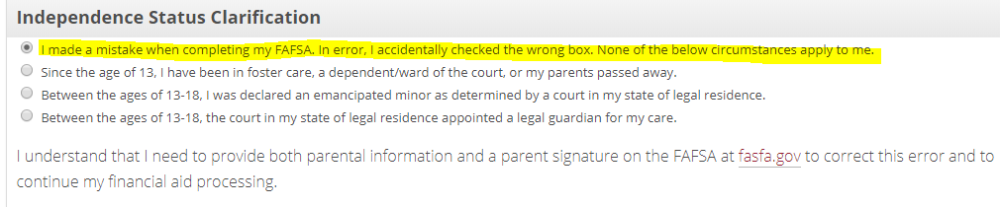 Independence Status Clarification
I made a mistake when completing my FAFSA. In error, I accidentally checked the wrong box. None of the below circumstances apply to me.
Since the age of 13, I have been in foster care, a dependent/ward of the court, or my parents passed away.
Between the ages of 13-18, I was declared an emancipated minor as determined by a court in my state of legal residence.
Between the ages of 13-18, the court in my state of legal residence appointed a legal guardian for my care.
I understand that I need to provide both parental information and a parent signature on the FAFSA at fasfa.gov to correct this error and to
continue my financial aid processing.